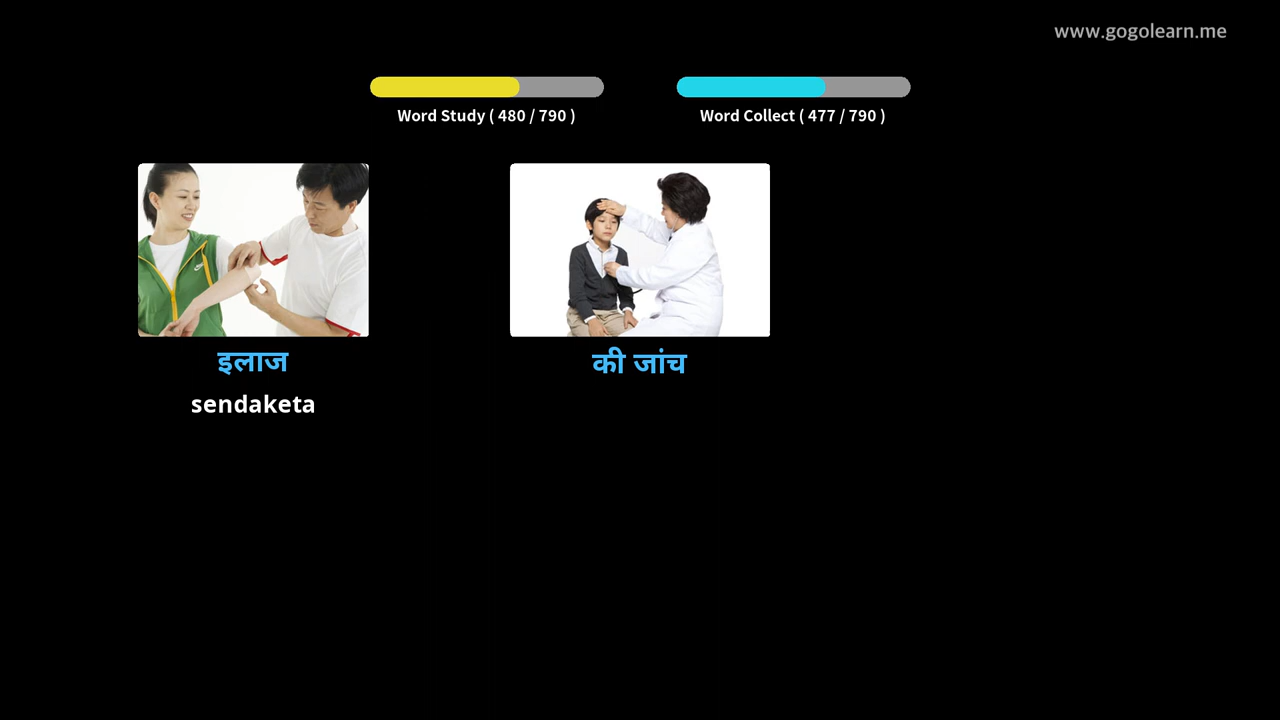 www.gogolearn.me
Word Study ( 480 / 790 )
Word Collect ( 477 / 790 )
इलाज
की जांच
sendaketa